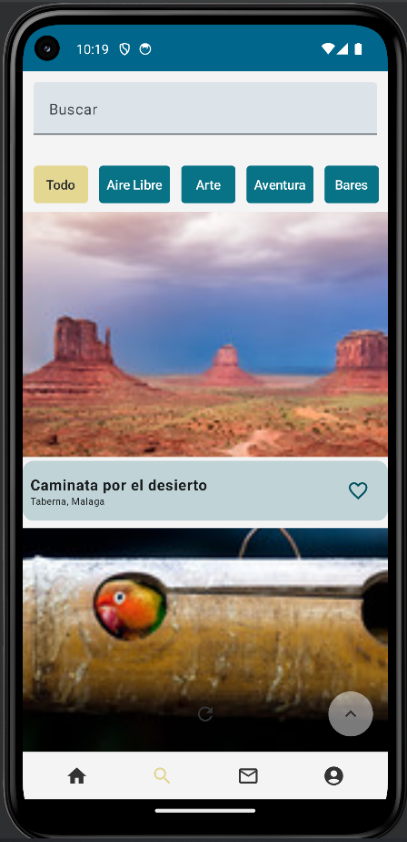 10:19
Buscar
Todo Aire Libre Arte Aventura Bares
Caminata por el desierto
Taberna, Malaga